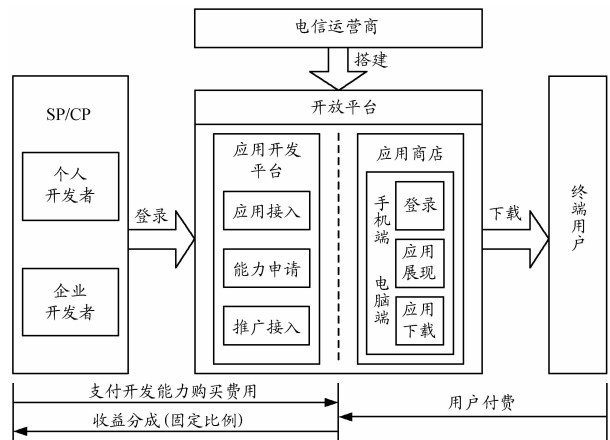 电信运营商
搭建
SP/CP
个人
开发者
企业
开发者
登录
开放平台
应用开发
平台
应用接入
能力申请
推广接入
应用商店
手机端
电脑端
登录
应用
展现
应用
下载
下载
终端用户
支付开发能力购买费用
收益分成(固定比例)
用户付费